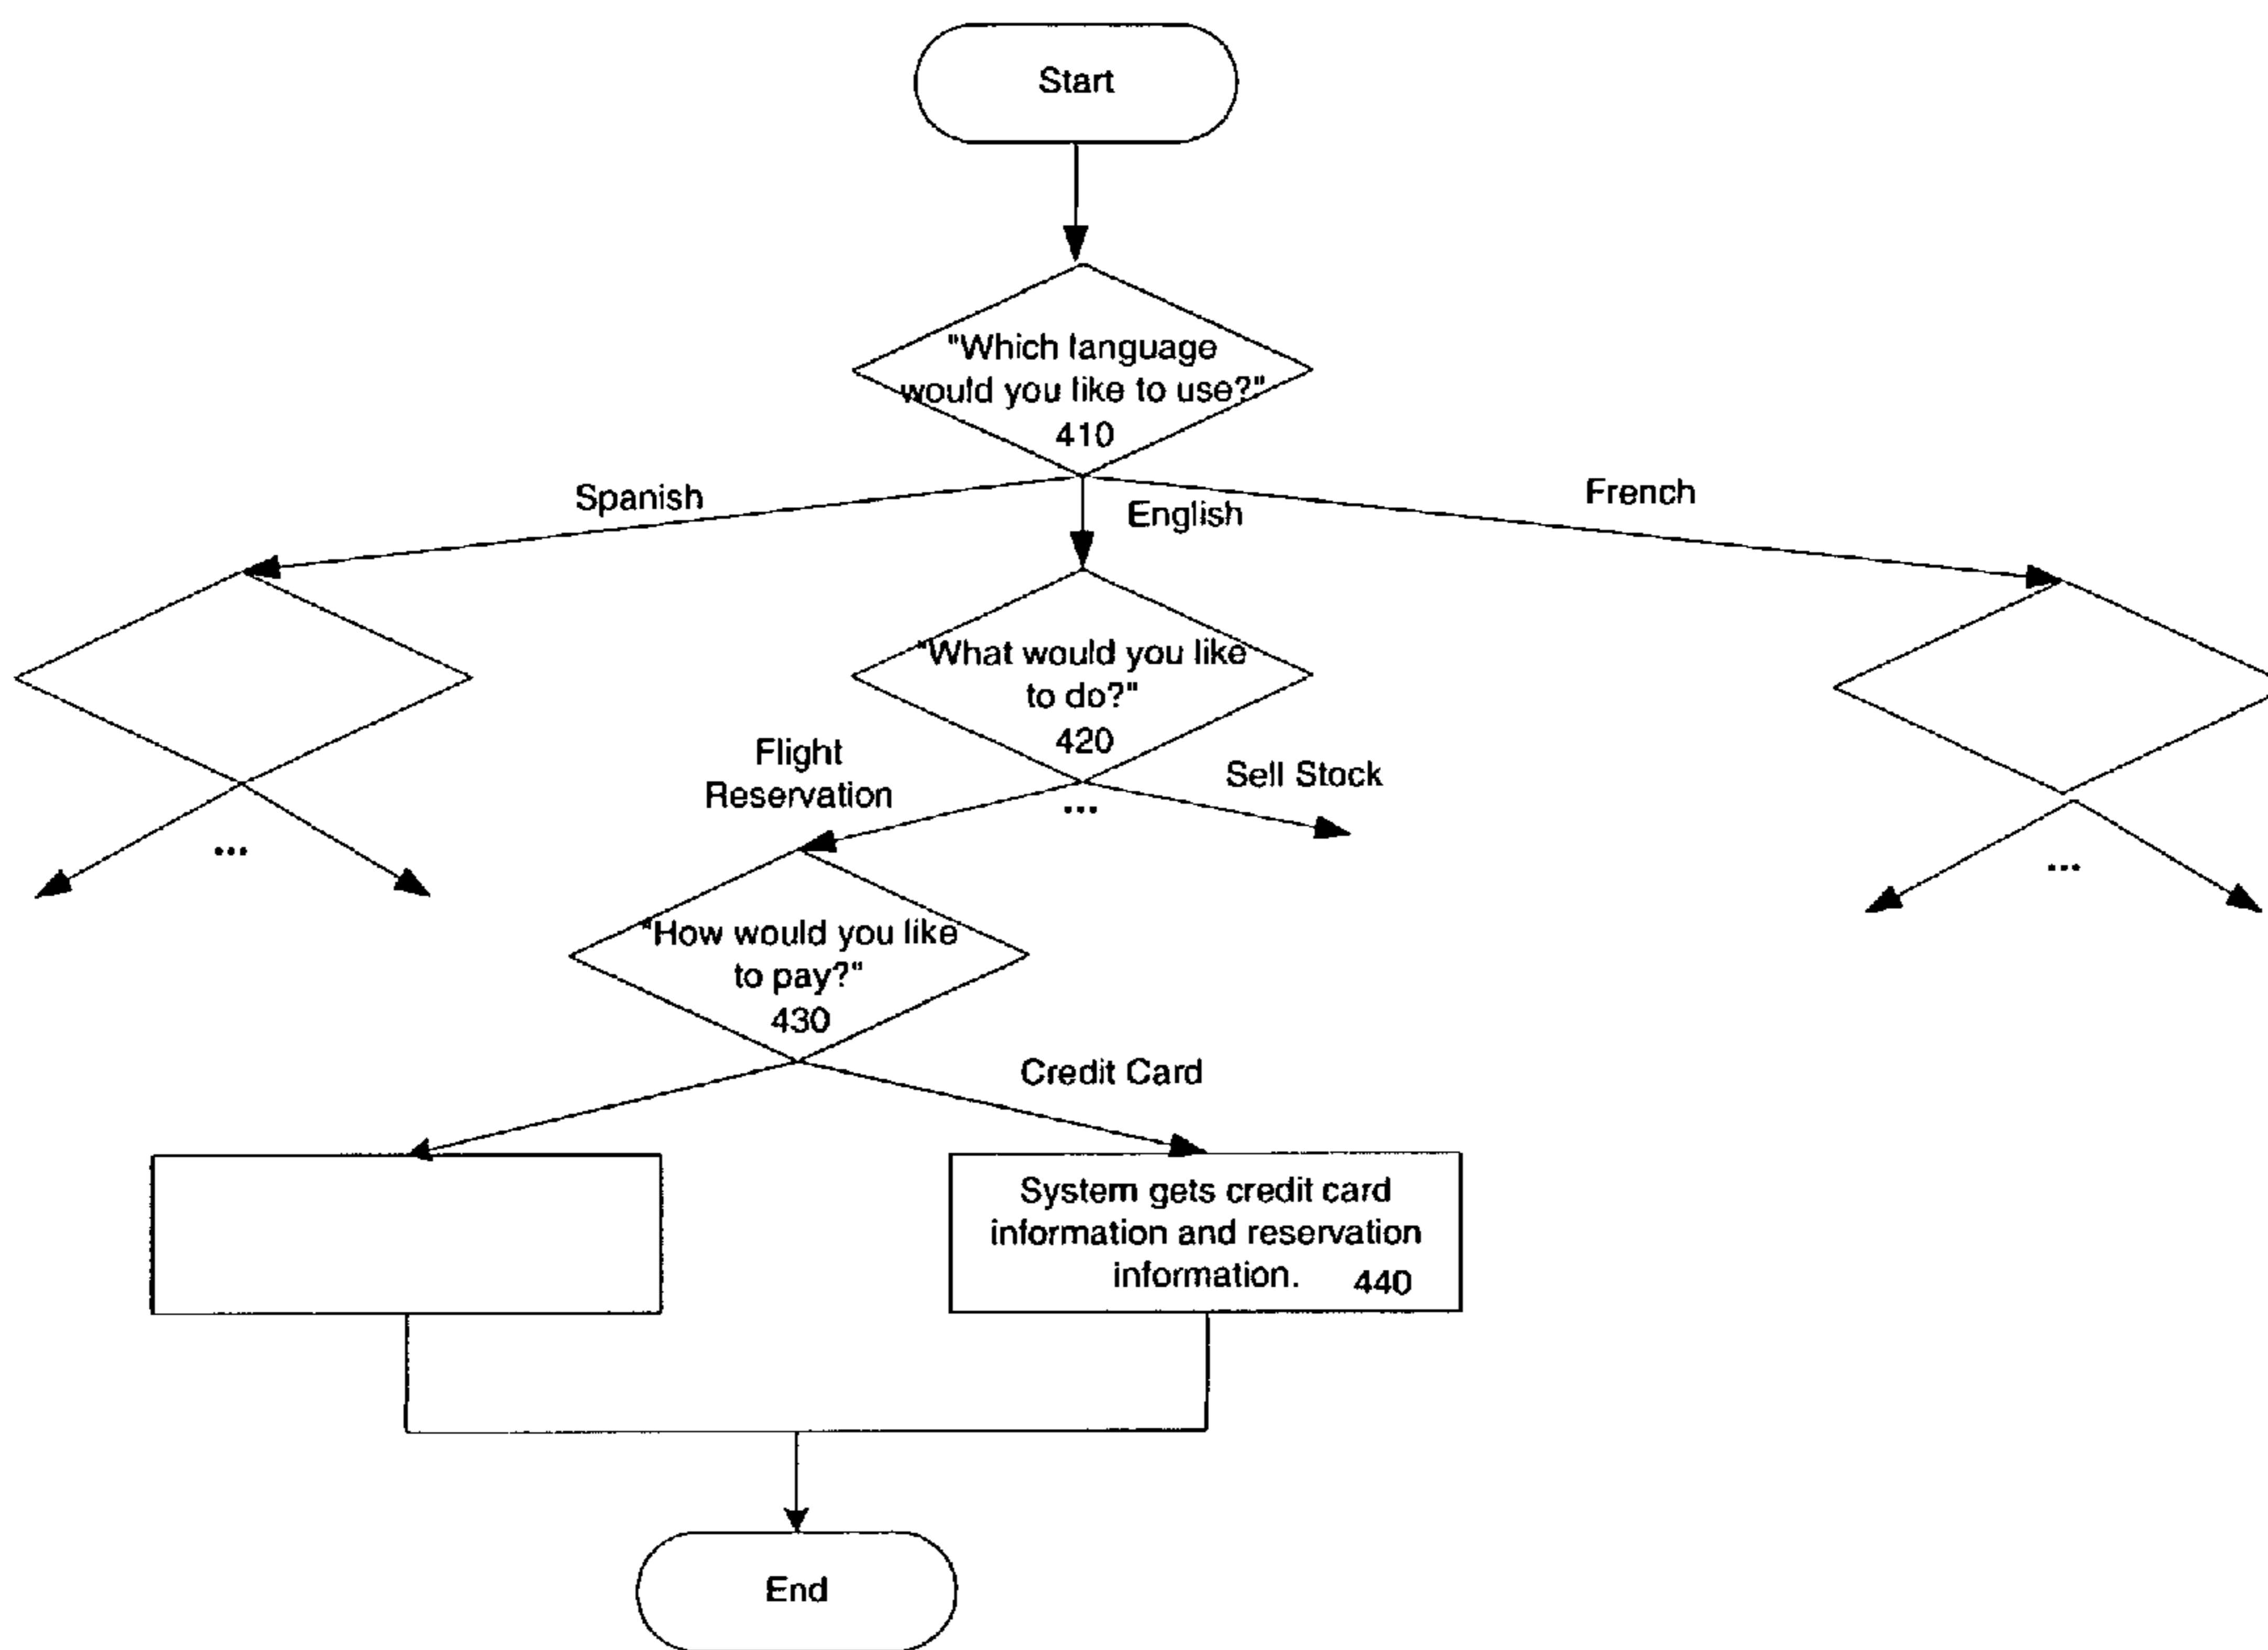 Start
"Which language
would you like to use?"
410
Spanish
English
French
"What would you like
to do?"
420
Flight
Reservation
...
Sell Stock
...
...
"How would you like
to pay?"
430
Credit Card
System gets credit card
information and reservation
information. 440
End